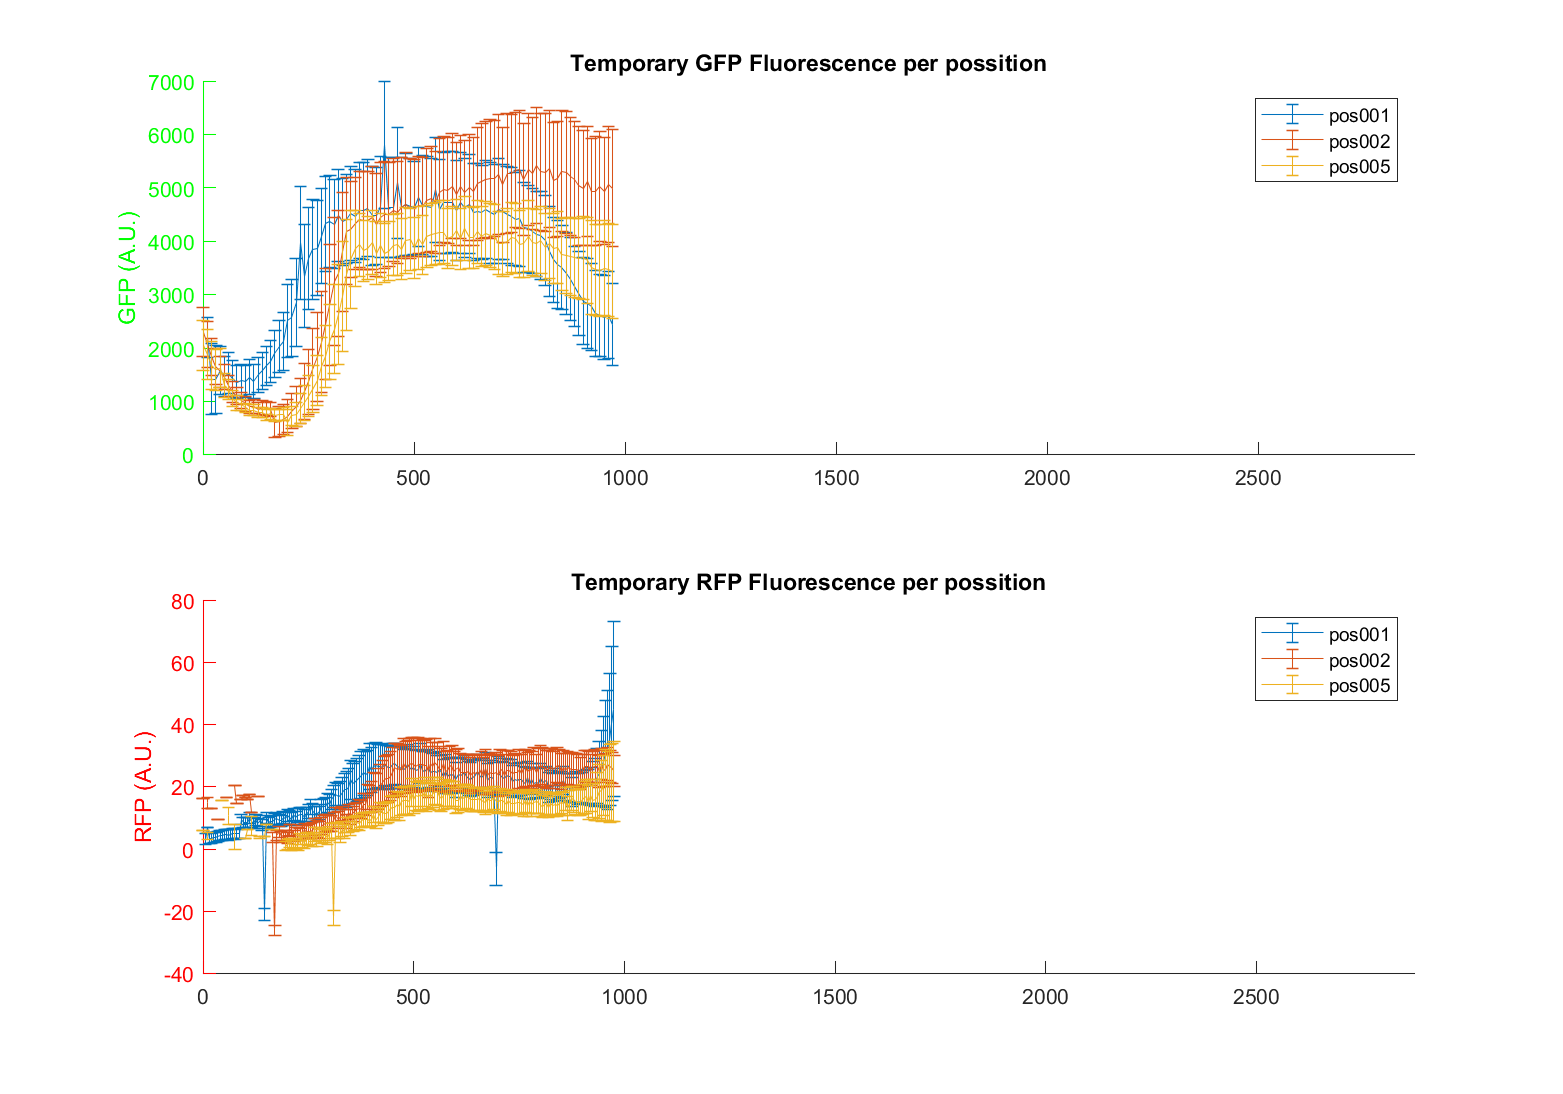 Temporary GFP Fluorescence per possition
GFP (A.U.)
7000
6000
5000
4000
3000
2000
1000
0
0 500 1000 1500 2000 2500
pos001
pos002
pos005
Temporary RFP Fluorescence per possition
RFP (A.U.)
80
60
40
20
0
-20
-40
0 500 1000 1500 2000 2500
pos001
pos002
pos005